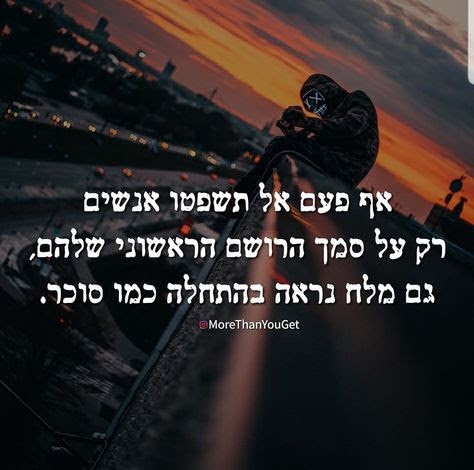 אף פעם אל תשפטו אנשים
רק על סמך הרושם הראשוני שלהם,
גם מלח נראה בהתחלה כמו סוכר.
MoreThanYouGet